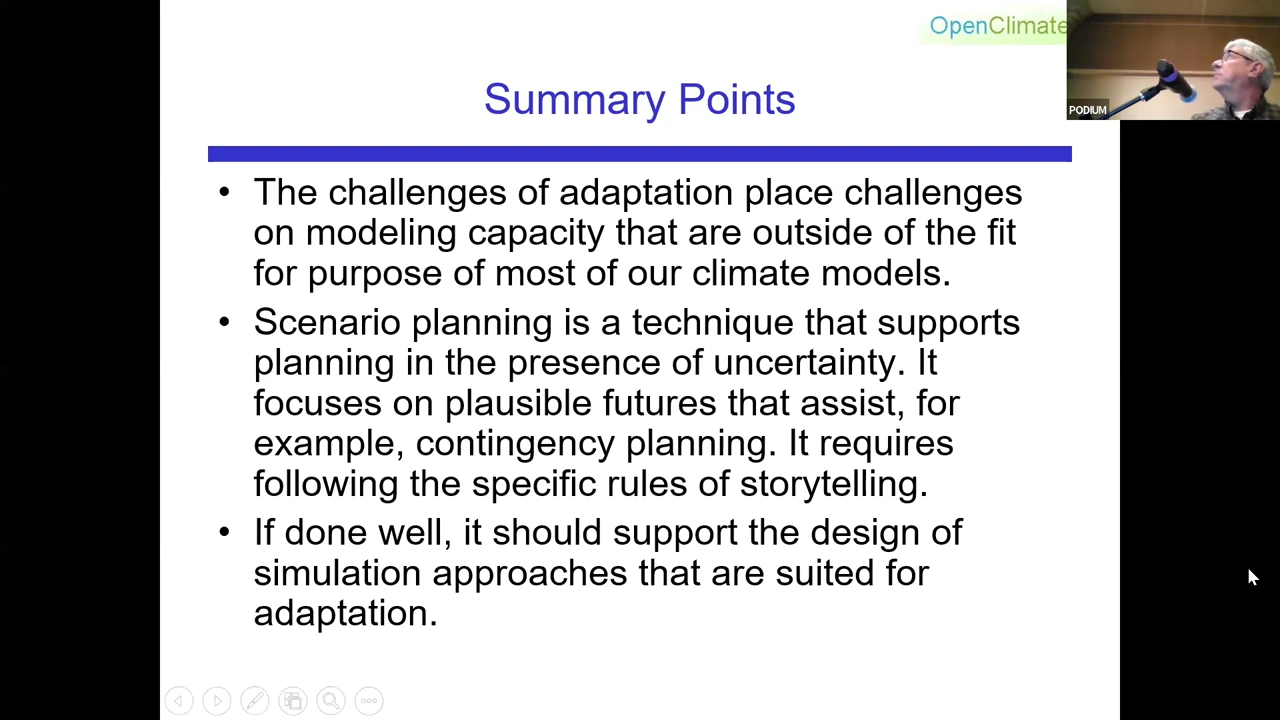 OpenClimate
PODIUM
Summary Points
• The challenges of adaptation place challenges
on modeling capacity that are outside of the fit
for purpose of most of our climate models.
• Scenario planning is a technique that supports
planning in the presence of uncertainty. It
focuses on plausible futures that assist, for
example, contingency planning. It requires
following the specific rules of storytelling.
• If done well, it should support the design of
simulation approaches that are suited for
adaptation.